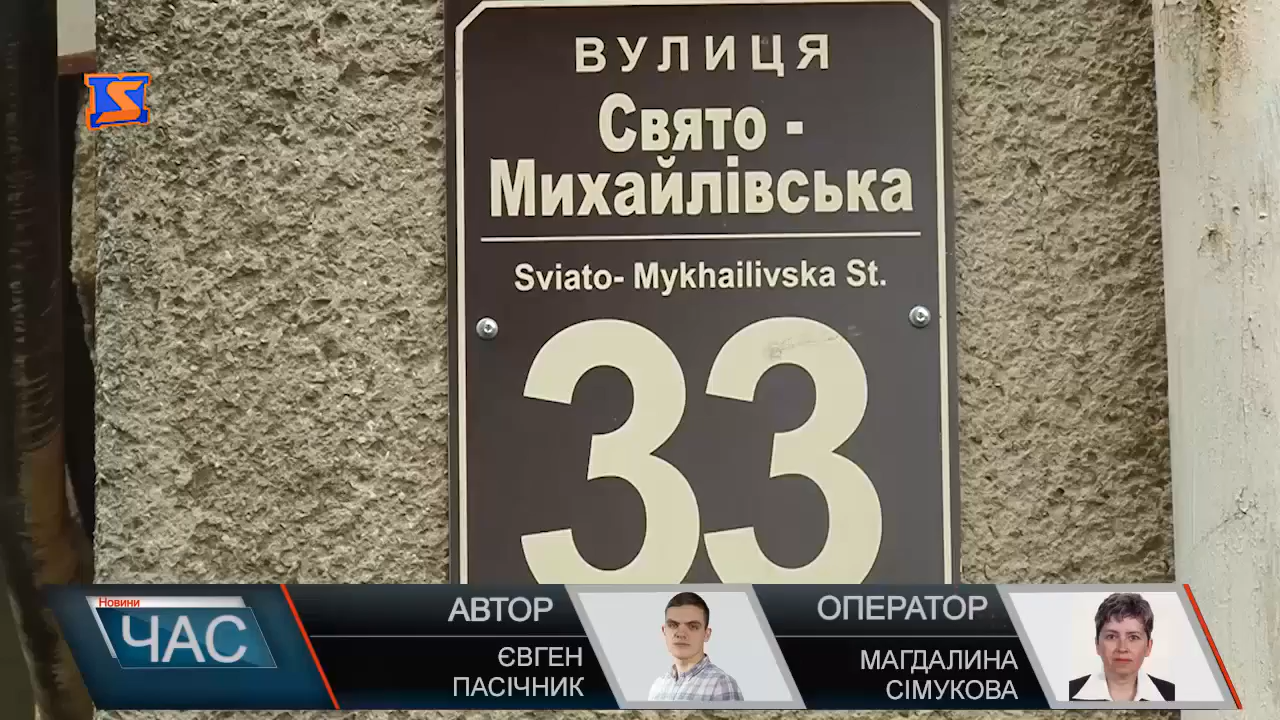 ВУЛИЦЯ
Свято -
Михайлівська
Sviato- Mykhailivska St.
33
Новини
ЧАС
АВТОР
ЄВГЕН
ПАСІЧНИК
ОПЕРАТОР
МАГДАЛИНА
СІМУКОВА